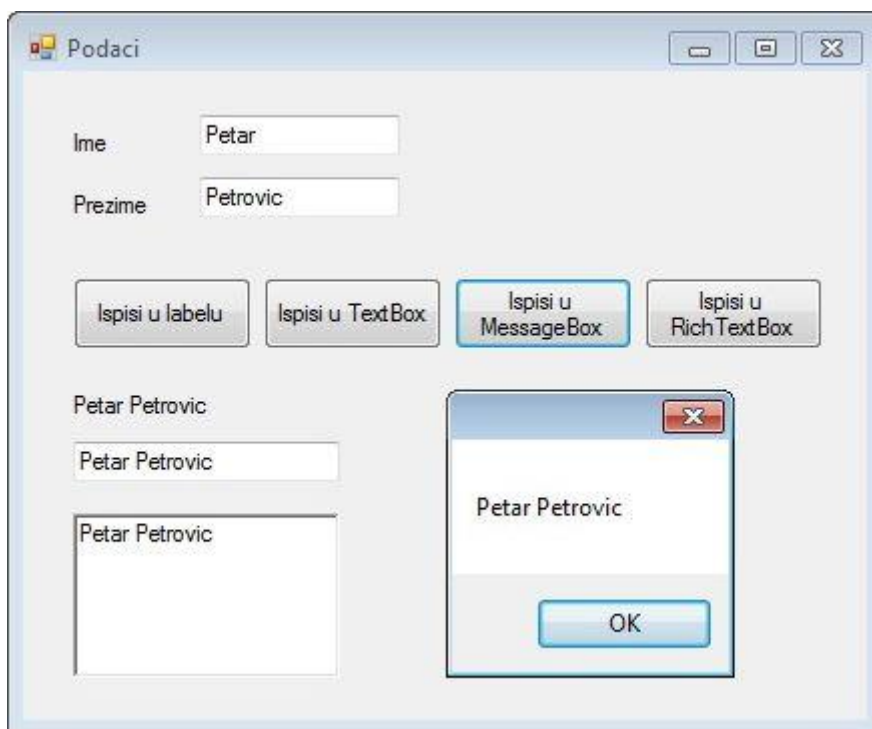 Podaci
Ime
Petar
Prezime
Petrovic
Ispisi u labelu
Ispisi u TextBox
Ispisi u
MessageBox
Ispisi u
RichTextBox
Petar Petrovic
Petar Petrovic
Petar Petrovic
Petar Petrovic
OK